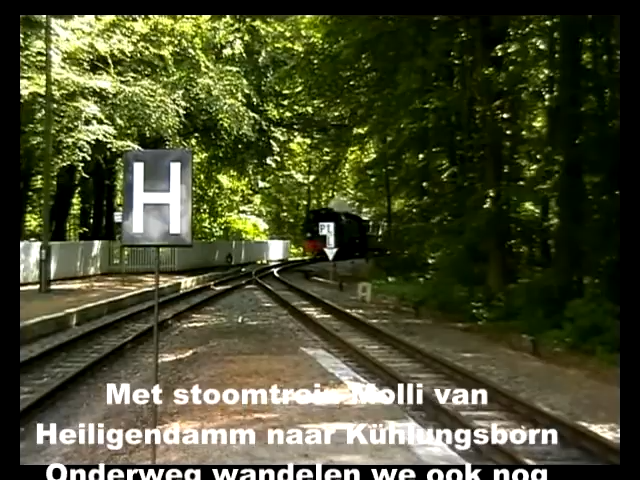 H
Met stoomtrein Molli van
Heiligendamm naar Kühlungsborn
Onderweg wandelen we ook nog